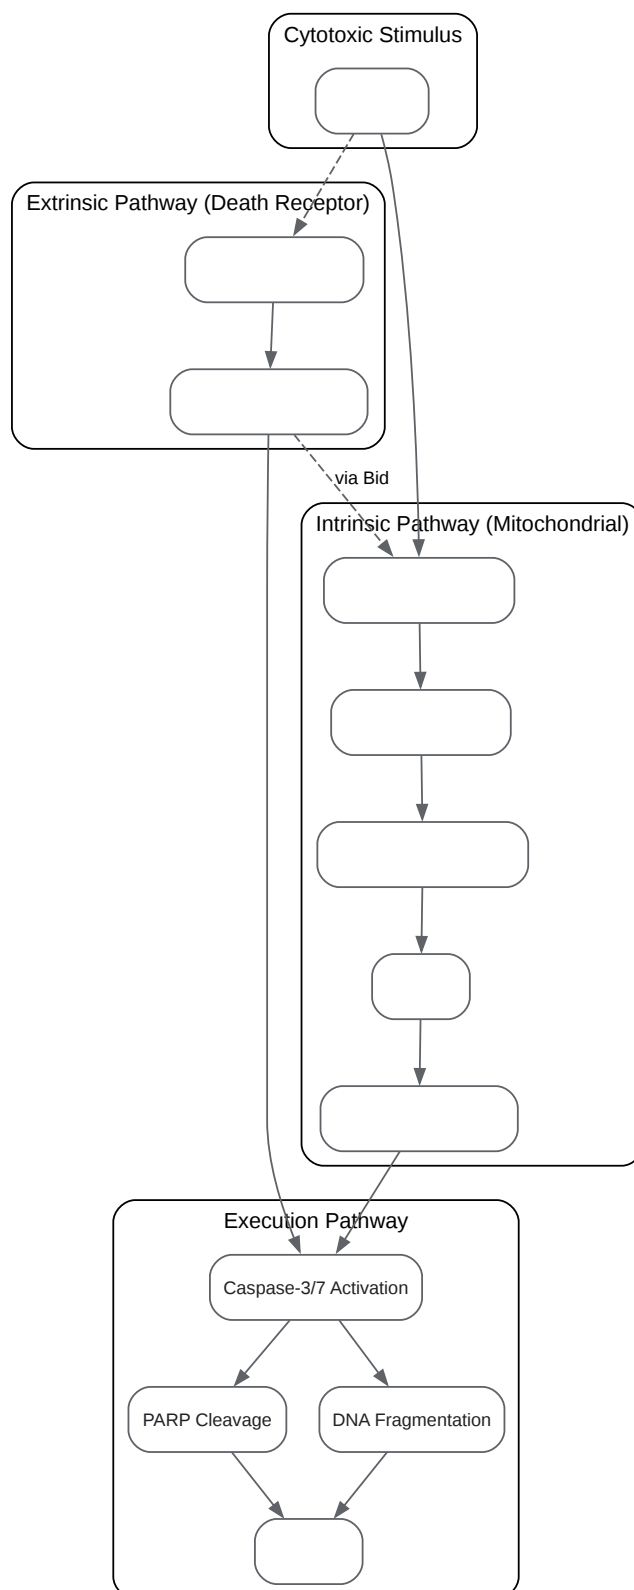 Cytotoxic Stimulus
Extrinsic Pathway (Death Receptor)
via Bid
Intrinsic Pathway (Mitochondrial)
Execution Pathway
Caspase-3/7 Activation
PARP Cleavage
DNA Fragmentation